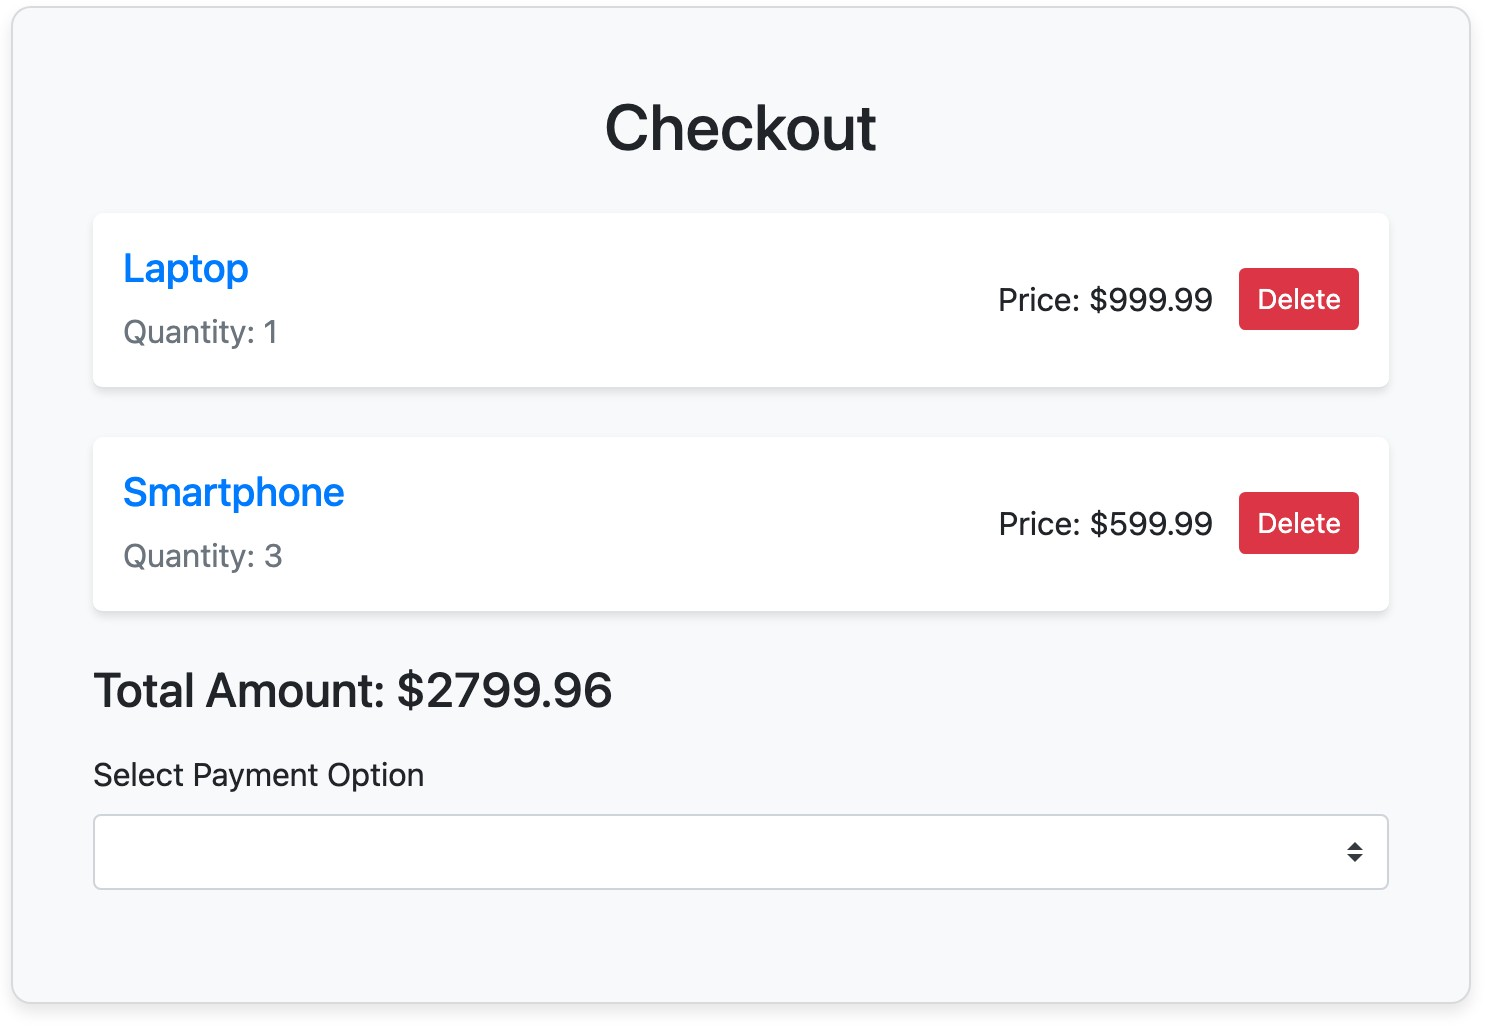 Checkout
Laptop
Quantity: 1
Price: $999.99
Delete
Smartphone
Quantity: 3
Price: $599.99
Delete
Total Amount: $2799.96
Select Payment Option